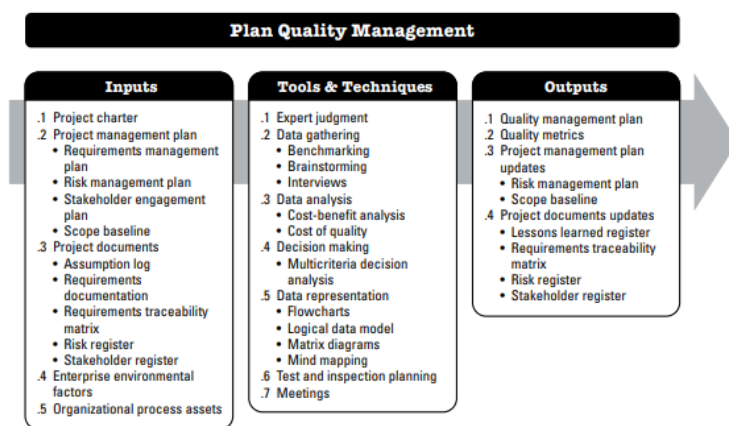 Plan Quality Management
Inputs
.1 Project charter
.2 Project management plan
• Requirements management
plan
• Risk management plan
• Stakeholder engagement
plan
• Scope baseline
.3 Project documents
• Assumption log
• Requirements
documentation
• Requirements traceability
matrix
• Risk register
• Stakeholder register
.4 Enterprise environmental
factors
.5 Organizational process assets
Tools & Techniques
.1 Expert judgment
.2 Data gathering
• Benchmarking
• Brainstorming
• Interviews
.3 Data analysis
• Cost-benefit analysis
• Cost of quality
.4 Decision making
• Multicriteria decision
analysis
.5 Data representation
• Flowcharts
• Logical data model
• Matrix diagrams
• Mind mapping
.6 Test and inspection planning
.7 Meetings
Outputs
.1 Quality management plan
.2 Quality metrics
.3 Project management plan
updates
• Risk management plan
• Scope baseline
.4 Project documents updates
• Lessons learned register
• Requirements traceability
matrix
• Risk register
• Stakeholder register